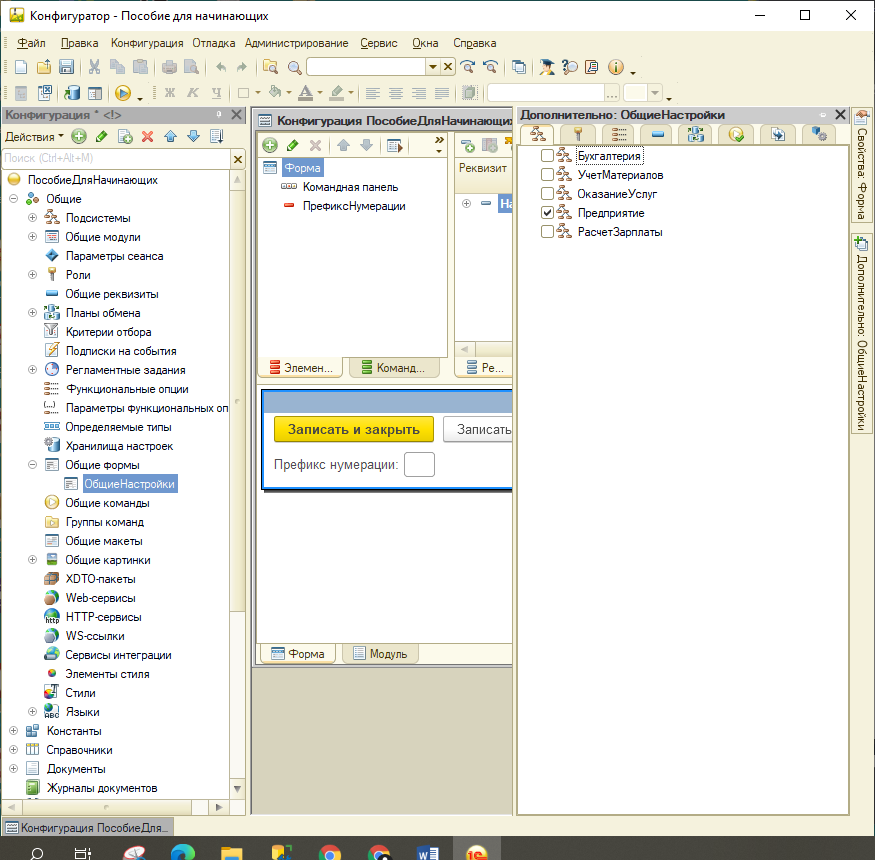 Конфигуратор - Пособие для начинающих
Файл Правка Конфигурация Отладка Администрирование Сервис Окна Справка
Ж К Ч
Конфигурация * <!>
Действия
Поиск (Ctrl+Alt+M)
ПособиеДляНачинающих
Общие
Подсистемы
Общие модули
Параметры сеанса
Роли
Общие реквизиты
Планы обмена
Критерии отбора
Подписки на события
Регламентные задания
Функциональные опции
Параметры функциональных оп
Определяемые типы
Хранилища настроек
Общие формы
ОбщиеНастройки
Общие команды
Группы команд
Общие макеты
Общие картинки
XDTO-пакеты
Web-сервисы
HTTP-сервисы
WS-ссылки
Сервисы интеграции
Элементы стиля
Стили
Языки
Константы
Справочники
Документы
Журналы документов
Конфигурация ПособиеДляНачинающ
Форма
Командная панель
ПрефиксНумерации
Реквизит
На
Элемен...
Команд...
Ре...
Записать и закрыть
Записать
Префикс нумерации:
Форма
Модуль
Дополнительно: ОбщиеНастройки
Бухгалтерия
УчетМатериалов
ОказаниеУслуг
Предприятие
РасчетЗарплаты
Свойства: Форма
Дополнительно: ОбщиеНастройки
Конфигурация ПособиеДля...